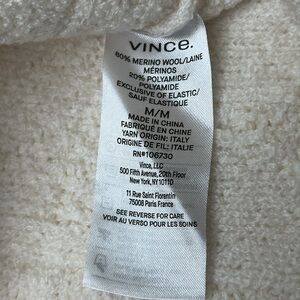 VINCE.
80% MERINO WOOL/LAINE
MÉRINOS
20% POLYAMIDE/
POLYAMIDE
EXCLUSIVE OF ELASTIC/
SAUF ELASTIQUE
M/M
MADE IN CHINA
FABRIQUÉ EN CHINE
YARN ORIGIN: ITALY
ORIGINE DE FIL: ITALIE
RN#106730
Vince, LLC
500 Fifth Avenue, 20th Floor
New York, NY 10110
11 Rue Saint Florentin
75008 Paris France
SEE REVERSE FOR CARE
VOIR AU VERSO POUR LES SOINS